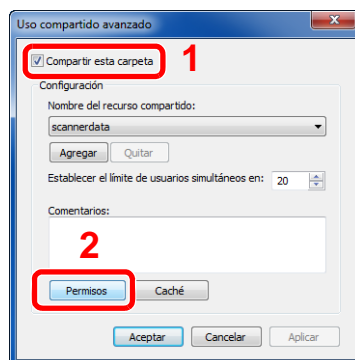 Uso compartido avanzado
Compartir esta carpeta 1
Configuración
Nombre del recurso compartido:
scannerdata
Agregar Quitar
Establecer el límite de usuarios simultáneos en: 20
Comentarios:
2
Permisos Caché
Aceptar Cancelar Aplicar